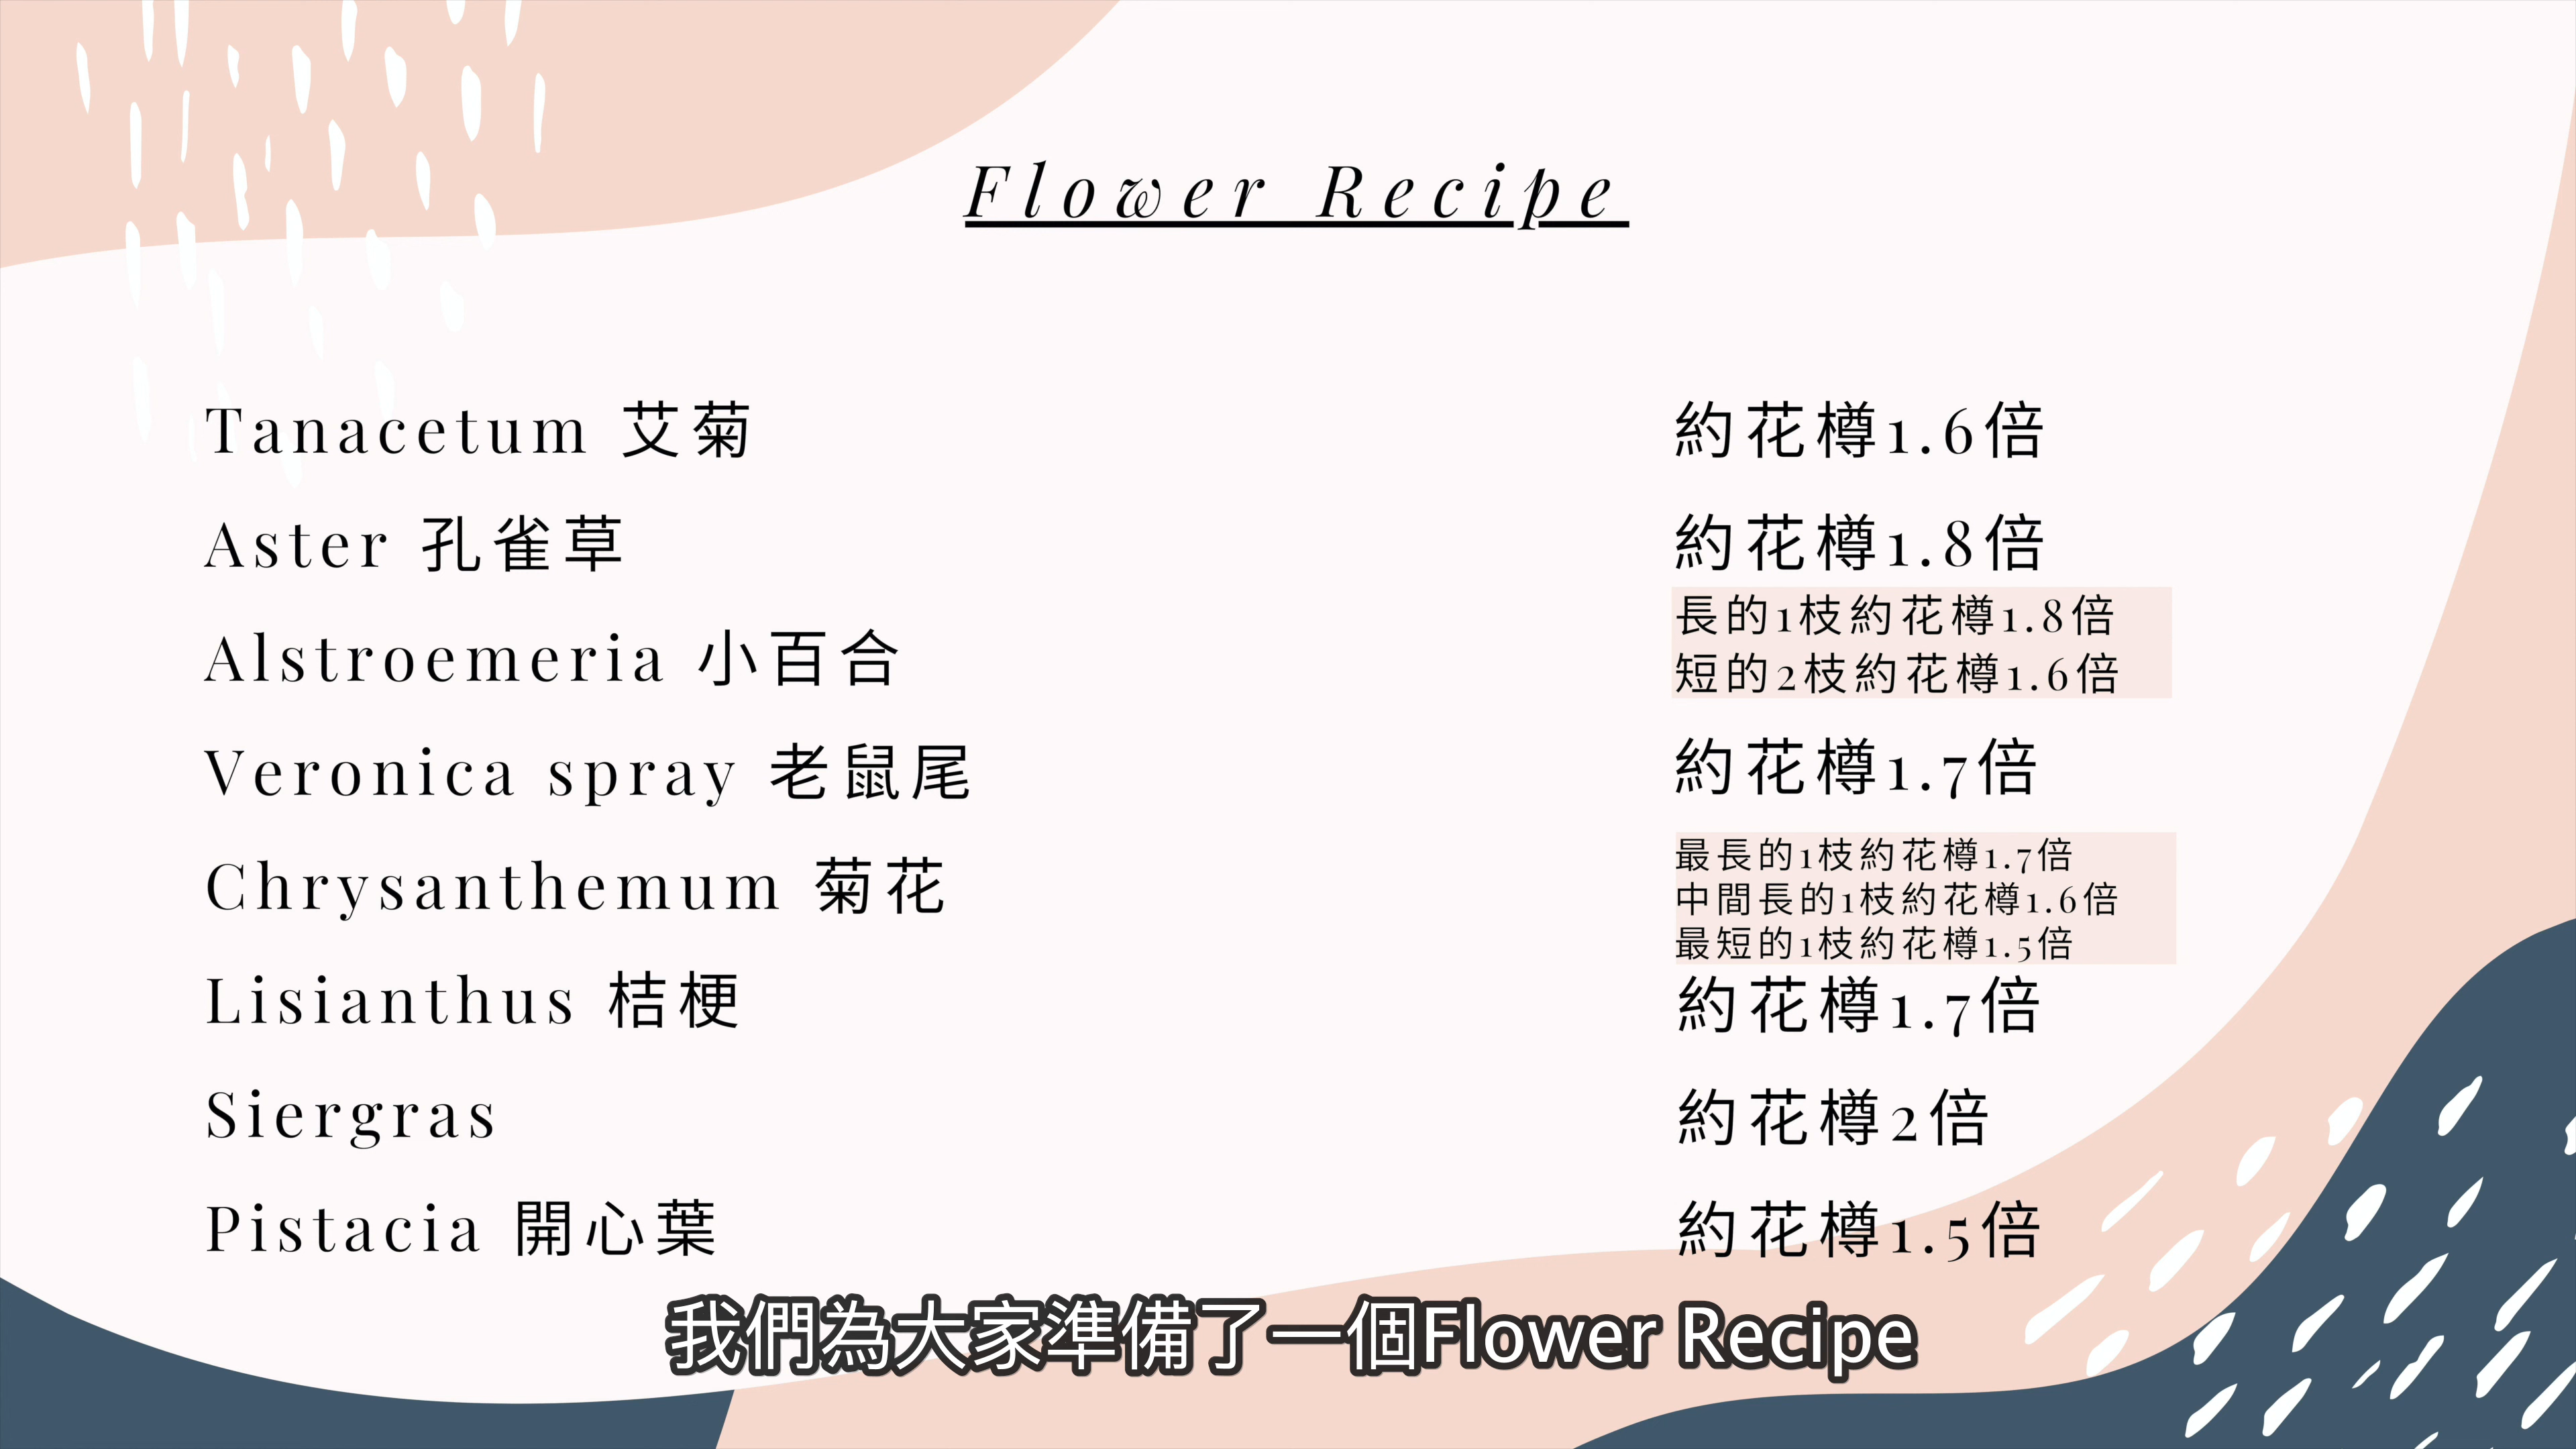 Flower Recipe
Tanacetum 艾菊 約花樽1.6倍
Aster 孔雀草 約花樽1.8倍
Alstroemeria 小百合 長的1枝約花樽1.8倍
短的2枝約花樽1.6倍
Veronica spray 老鼠尾 約花樽1.7倍
Chrysanthemum 菊花 最長的1枝約花樽1.7倍
中間長的1枝約花樽1.6倍
最短的1枝約花樽1.5倍
Lisianthus 桔梗 約花樽1.7倍
Siergras 約花樽2倍
Pistacia 開心葉 約花樽1.5倍
我們為大家準備了一個Flower Recipe